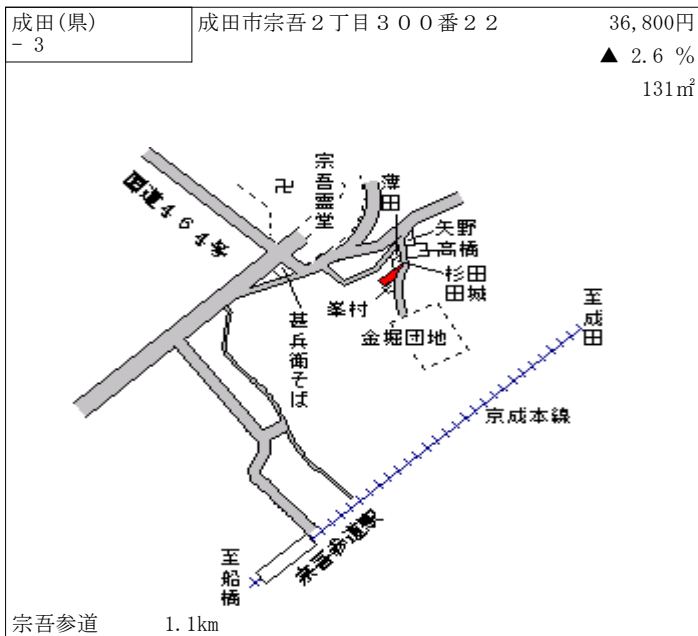 成田(県)
- 3
成田市宗吾２丁目３００番２２
36,800円
▲ 2.6 %
131㎡
国道４６４号
卍
宗吾霊堂
薄田
矢野
高橋
杉田
田城
峯村
甚兵衛そば
金堀団地
至成田
京成本線
宗吾参道駅
至船橋
宗吾参道 1.1km